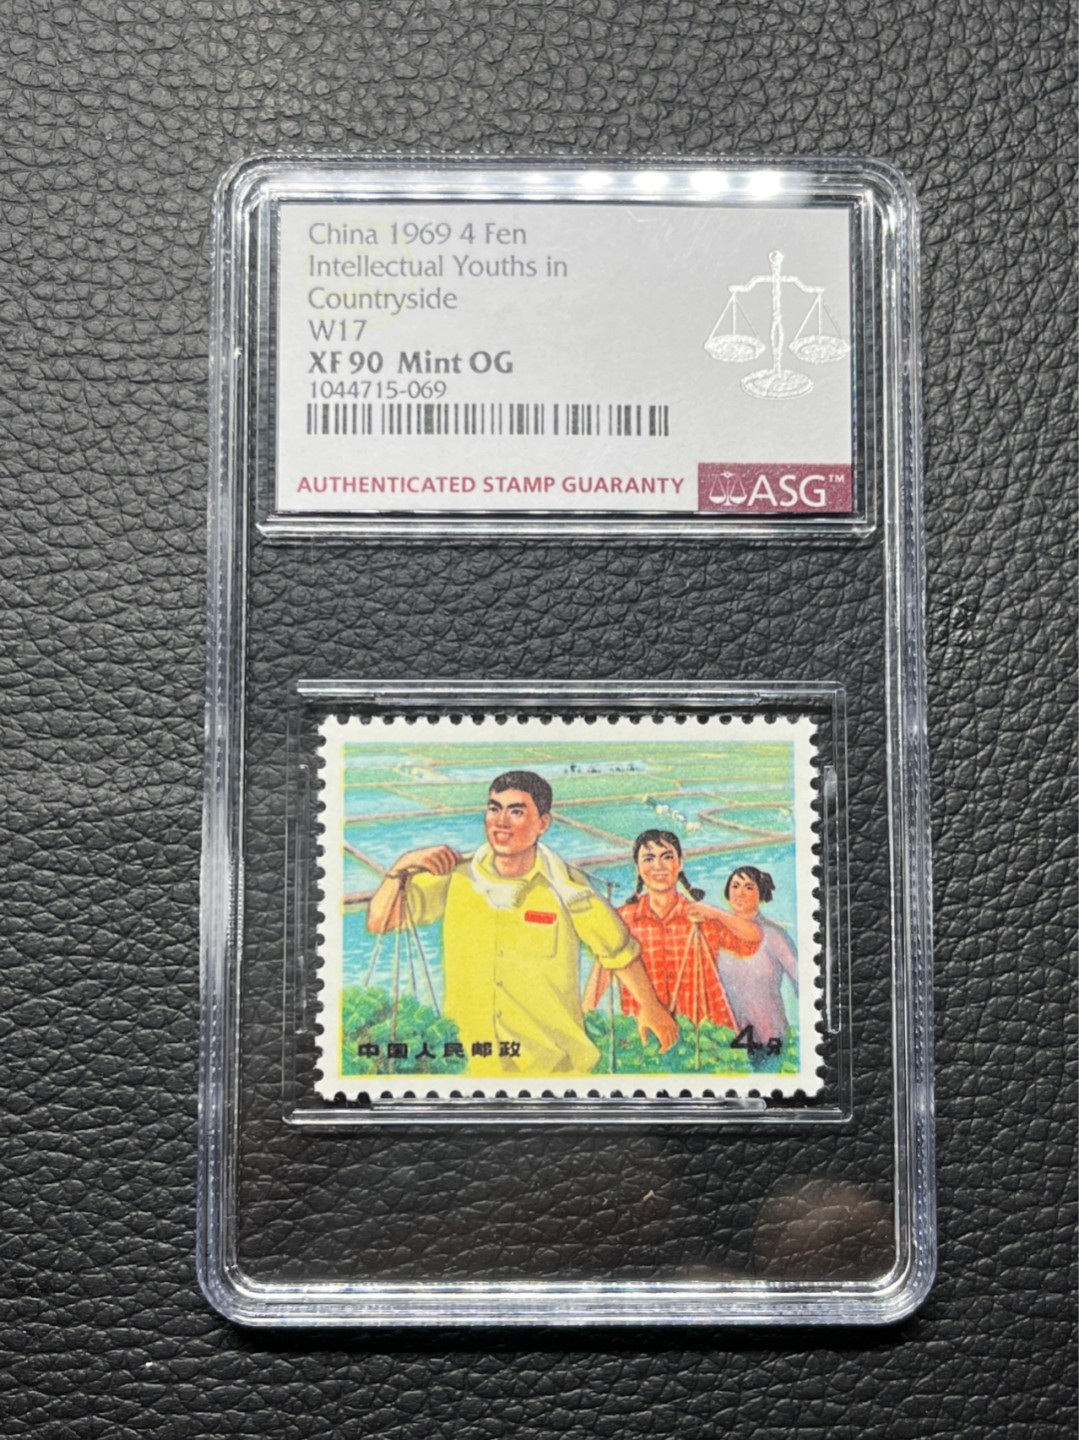 China 1969 4 Fen
Intellectual Youths in
Countryside
W17
XF 90 Mint OG
1044715-069
AUTHENTICATED STAMP GUARANTY ASG™
中国人民邮政 4分